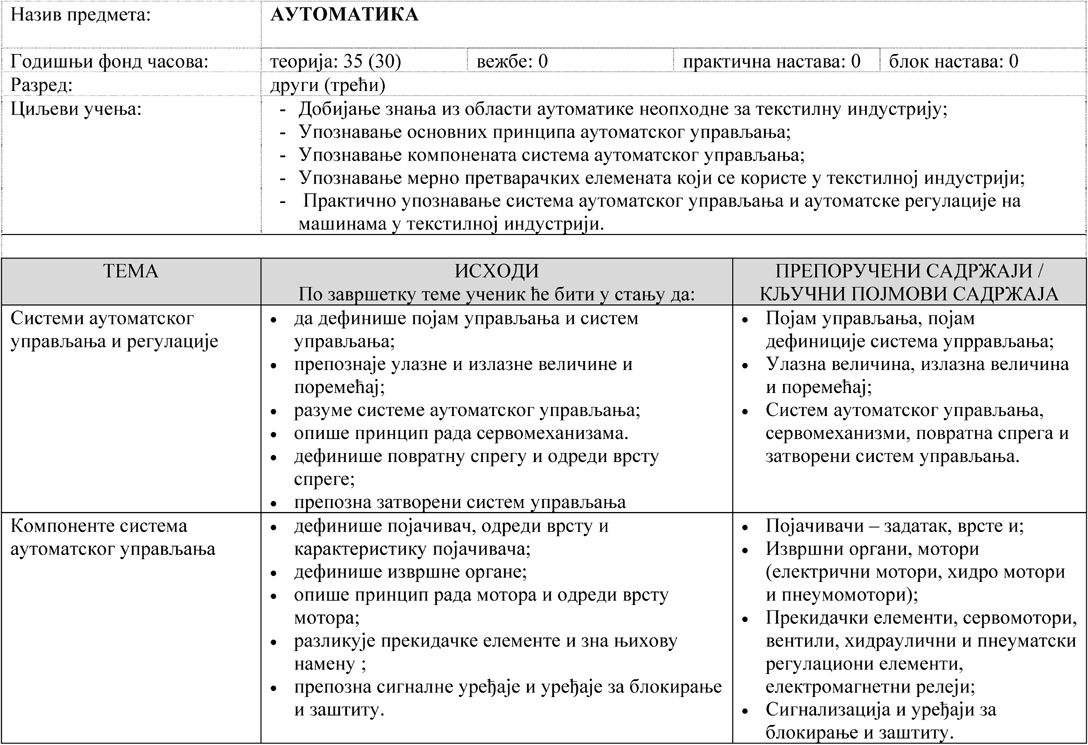 Назив предмета: АУТОМАТИКА
Годишњи фонд часова: теорија: 35 (30) вежбе: 0 практична настава: 0 блок настава: 0
Разред: други (трећи)
Циљеви учења: - Добијање знања из области аутоматике неопходне за текстилну индустрију;
- Упознавање основних принципа аутоматског управљања;
- Упознавање компонената система аутоматског управљања;
- Упознавање мерно претварачких елемената који се користе у текстилној индустрији;
- Практично упознавање система аутоматског управљања и аутоматске регулације на
машинама у текстилној индустрији.
ТЕМА
ИСХОДИ
По завршетку теме ученик ће бити у стању да:
ПРЕПОРУЧЕНИ САДРЖАЈИ /
КЉУЧНИ ПОЈМОВИ САДРЖАЈА
Системи аутоматског
управљања и регулације
• да дефинише појам управљања и систем
управљања;
• препознаје улазне и излазне величине и
поремећај;
• разуме системе аутоматског управљања;
• опише принцип рада сервомеханизама.
• дефинише повратну спрегу и одреди врсту
спреге;
• препозна затворени систем управљања
• Појам управљања, појам
дефиниције система упррављања;
• Улазна величина, излазна величина
и поремећај;
• Систем аутоматског управљања,
сервомеханизми, повратна спрега и
затворени систем управљања.
Компоненте система
аутоматског управљања
• дефинише појачивач, одреди врсту и
карактеристику појачивача;
• дефинише извршне органе;
• опише принцип рада мотора и одреди врсту
мотора;
• разликује прекидачке елементе и зна њихову
намену ;
• препозна сигналне уређаје и уређаје за блокирање
и заштиту.
• Појачивачи – задатак, врсте и;
• Извршни органи, мотори
(електрични мотори, хидро мотори
и пнеумомотори);
• Прекидачки елементи, сервомотори,
вентили, хидраулични и пнеуматски
регулациони елементи,
електромагнетни релеји;
• Сигнализација и уређаји за
блокирање и заштиту.